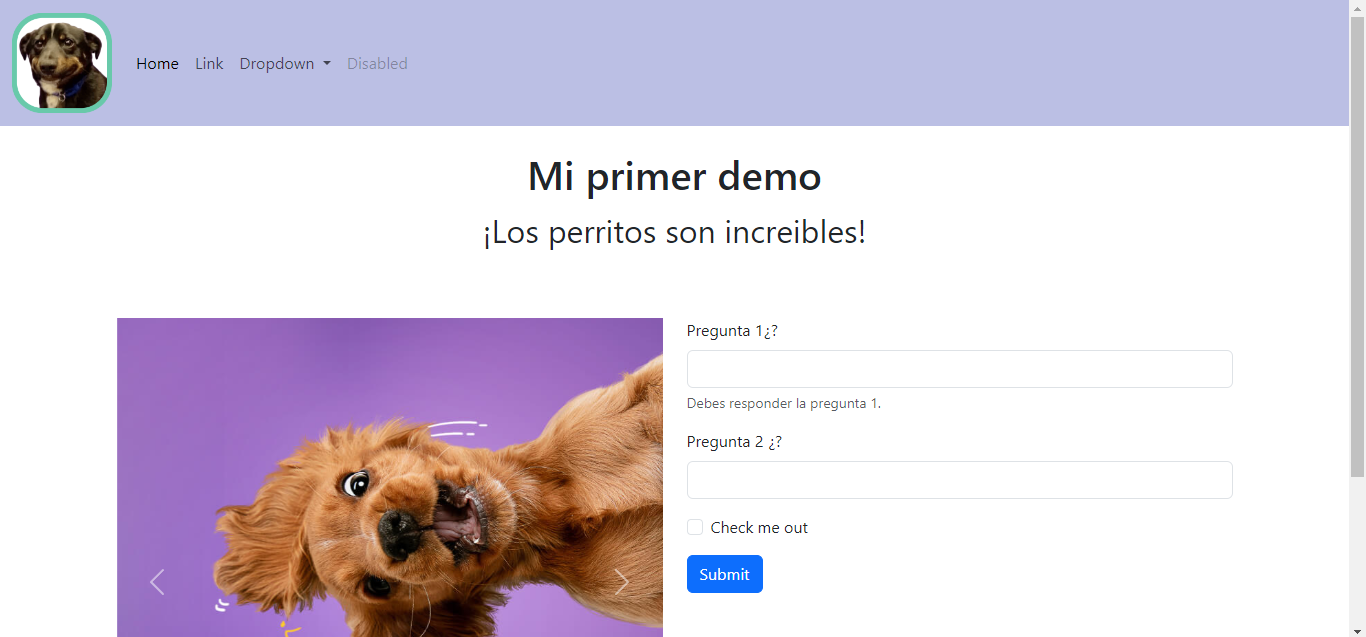 Home Link Dropdown Disabled
Mi primer demo
¡Los perritos son increibles!
Pregunta 1¿?
Debes responder la pregunta 1.
Pregunta 2 ¿?
Check me out
Submit